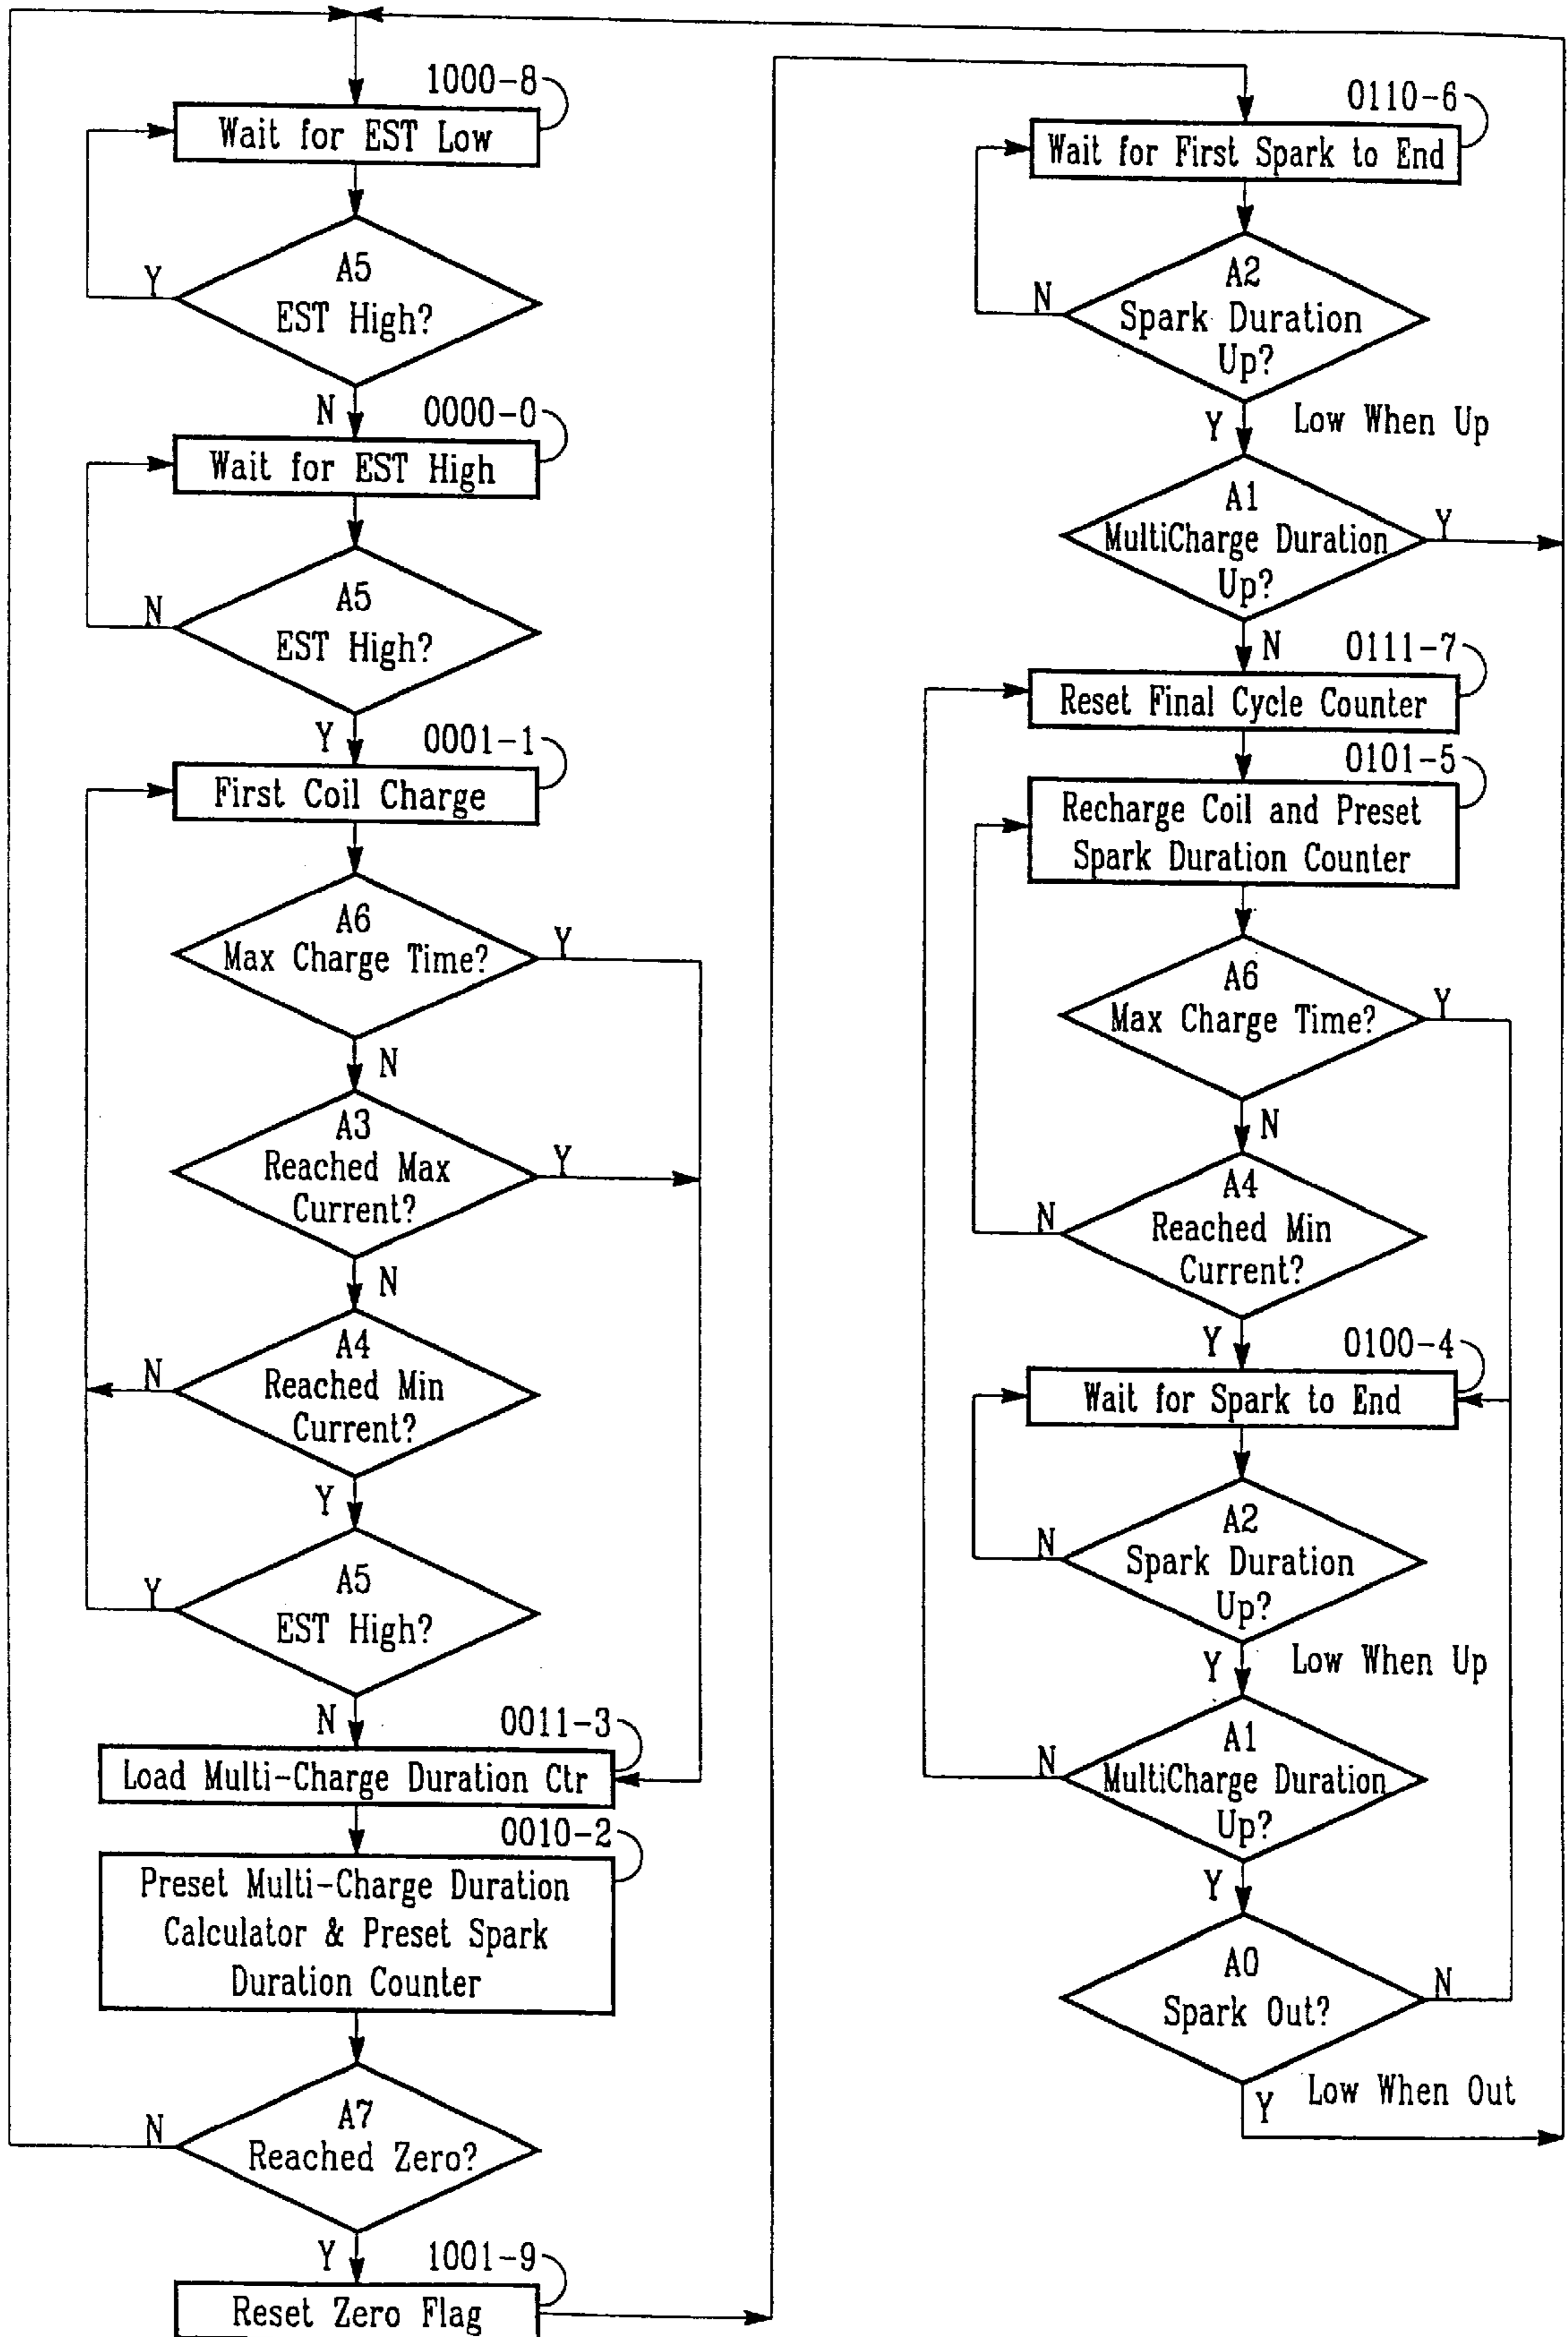 1000-8
Wait for EST Low
A5
EST High?
Y
N
0000-0
Wait for EST High
A5
EST High?
N
Y
0001-1
First Coil Charge
A6
Max Charge Time?
Y
N
A3
Reached Max
Current?
Y
N
A4
Reached Min
Current?
N
Y
A5
EST High?
Y
N
0011-3
Load Multi-Charge Duration Ctr
0010-2
Preset Multi-Charge Duration
Calculator & Preset Spark
Duration Counter
A7
Reached Zero?
N
Y
1001-9
Reset Zero Flag
0110-6
Wait for First Spark to End
A2
Spark Duration
Up?
N
Y
Low When Up
A1
MultiCharge Duration
Up?
Y
N
0111-7
Reset Final Cycle Counter
0101-5
Recharge Coil and Preset
Spark Duration Counter
A6
Max Charge Time?
Y
N
A4
Reached Min
Current?
N
Y
0100-4
Wait for Spark to End
A2
Spark Duration
Up?
N
Y
Low When Up
A1
MultiCharge Duration
Up?
N
Y
A0
Spark Out?
N
Y
Low When Out